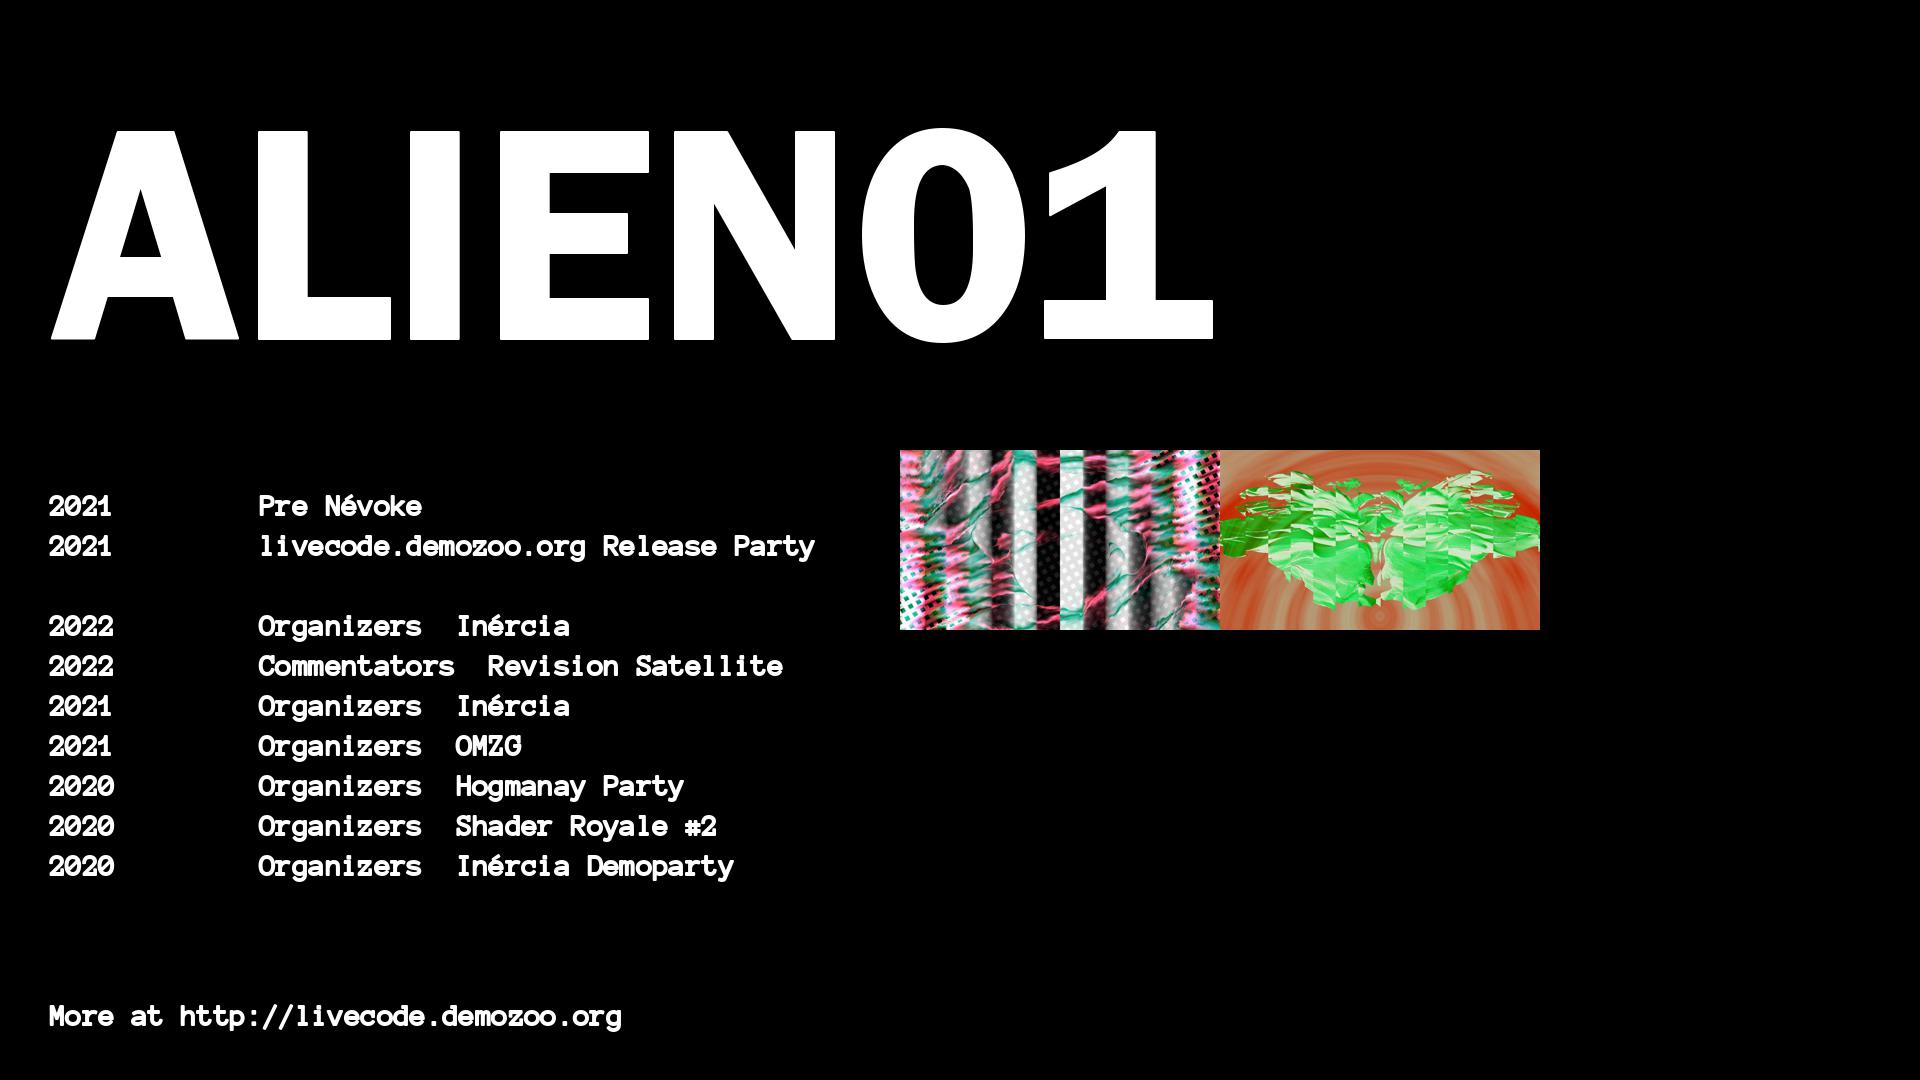 ALIEN01
2021 Pre Névoke
2021 livecode.demozoo.org Release Party
2022 Organizers Inércia
2022 Commentators Revision Satellite
2021 Organizers Inércia
2021 Organizers OMZG
2020 Organizers Hogmanay Party
2020 Organizers Shader Royale #2
2020 Organizers Inércia Demoparty
More at http://livecode.demozoo.org